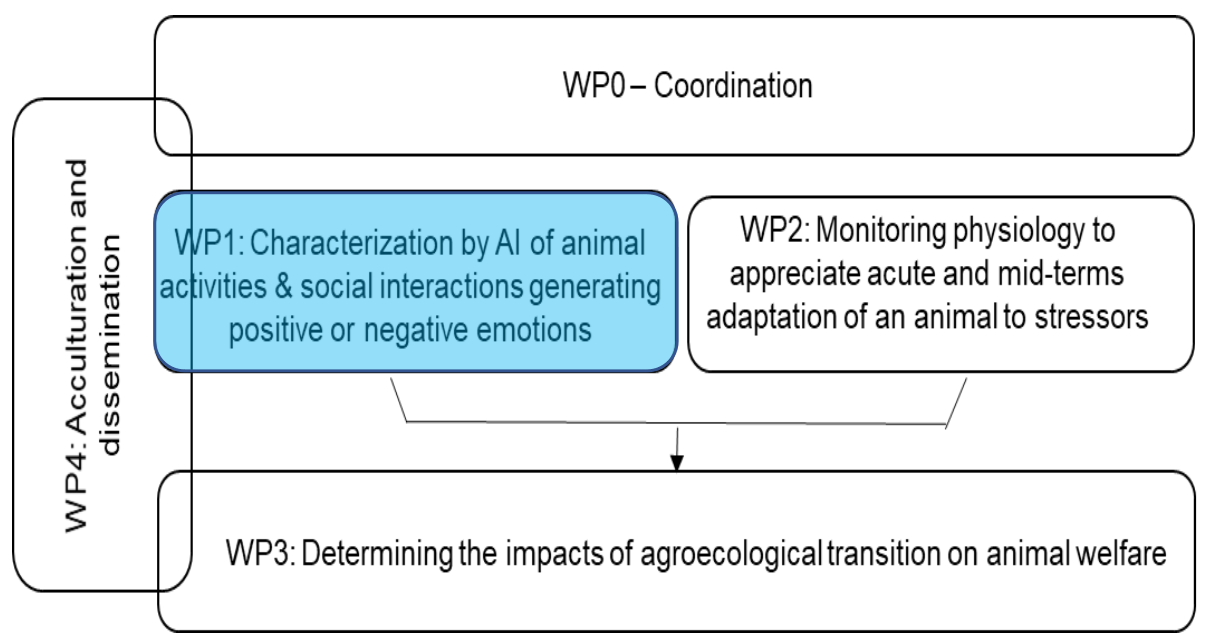 WP0 – Coordination
WP4: Acculturation and
dissemination
WP1: Characterization by AI of animal
activities & social interactions generating
positive or negative emotions
WP2: Monitoring physiology to
appreciate acute and mid-terms
adaptation of an animal to stressors
WP3: Determining the impacts of agroecological transition on animal welfare